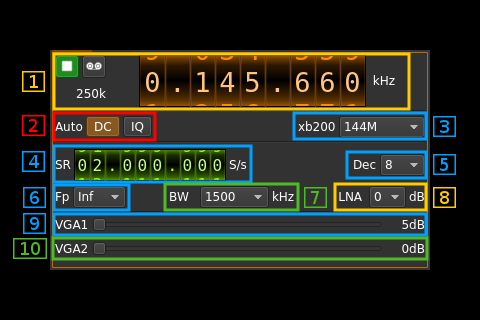 1 0.145.660 kHz
250k
2 Auto DC IQ xb200 144M 3
4 SR 02.000.000 S/s Dec 8 5
6 Fp Inf BW 1500 kHz 7 LNA 0 dB 8
9 VGA1 5dB
10 VGA2 0dB